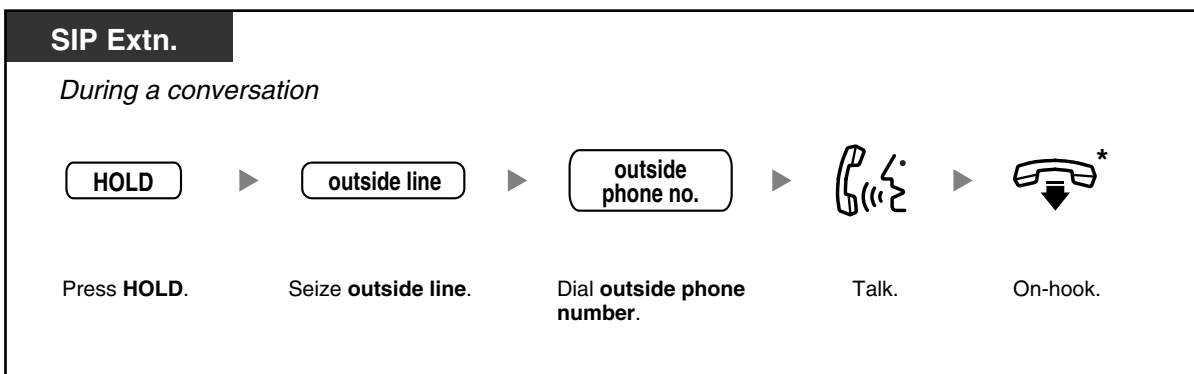 SIP Extn.
During a conversation
HOLD
outside line
outside
phone no.
*
Press HOLD.
Seize outside line.
Dial outside phone
number.
Talk.
On-hook.